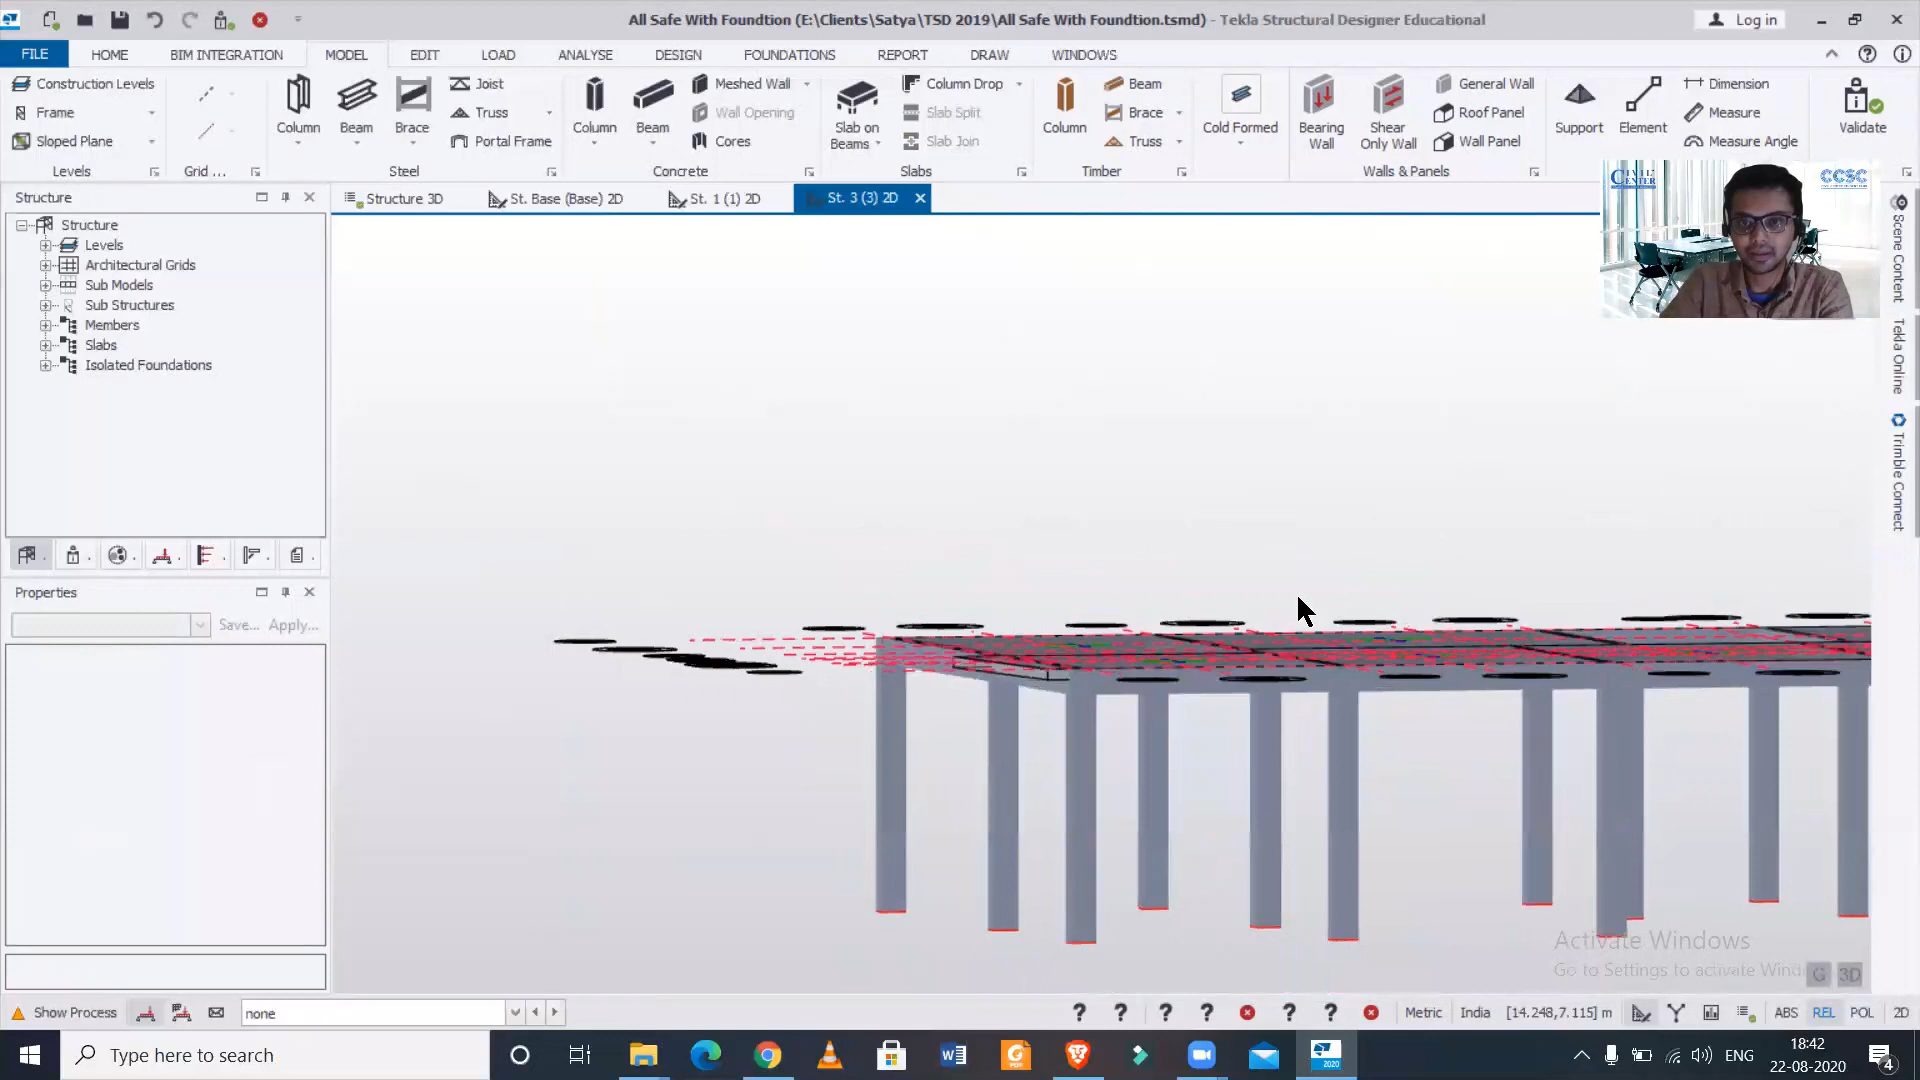 All Safe With Foundtion (E:\Clients\Satya\TSD 2019\All Safe With Foundtion.tsmd) - Tekla Structural Designer Educational
Log in
FILE HOME BIM INTEGRATION MODEL EDIT LOAD ANALYSE DESIGN FOUNDATIONS REPORT DRAW WINDOWS
Construction Levels
Frame
Sloped Plane
Levels
Grid ...
Column Beam Brace
Joist
Truss
Portal Frame
Steel
Column Beam
Meshed Wall
Wall Opening
Cores
Concrete
Slab on
Beams
Column Drop
Slab Split
Slab Join
Slabs
Column
Beam
Brace
Truss
Timber
Cold Formed
Bearing
Wall
Shear
Only Wall
General Wall
Roof Panel
Wall Panel
Walls & Panels
Support Element
Dimension
Measure
Measure Angle
Validate
Structure
Structure 3D St. Base (Base) 2D St. 1 (1) 2D St. 3 (3) 2D
Structure
Levels
Architectural Grids
Sub Models
Sub Structures
Members
Slabs
Isolated Foundations
Properties
Save... Apply...
CIVIL
CENTER
CCSC
Scene Content
Tekla Online
Trimble Connect
Activate Windows
Go to Settings to activate Wind
3D
Show Process
none
Metric India [14.248,7.115] m ABS REL POL 2D
Type here to search
2020
ENG
18:42
22-08-2020
4